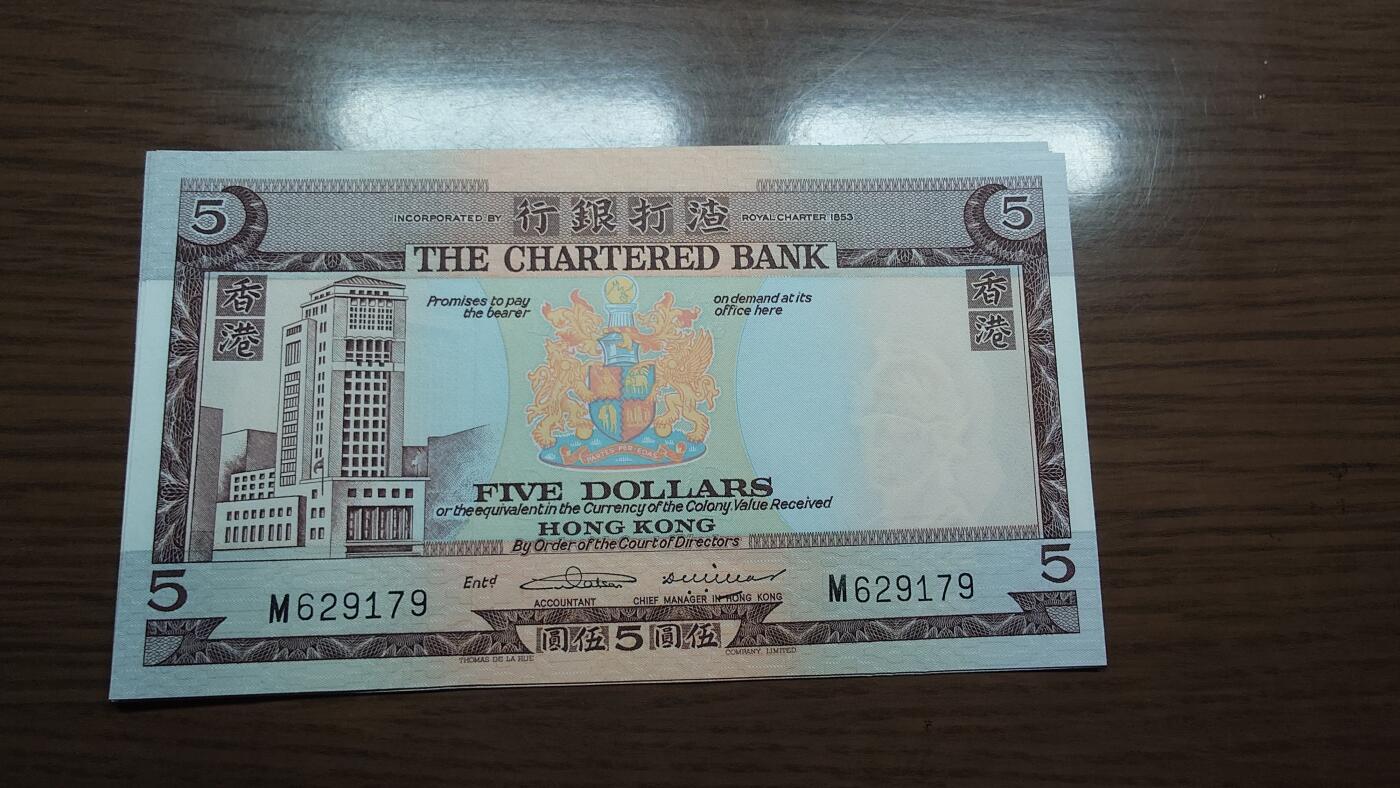 5
INCORPORATED BY 行銀打渣 ROYAL CHARTER 1853
5
THE CHARTERED BANK
香港
香港
Promises to pay the bearer
on demand at its office here
FIVE DOLLARS
or the equivalent in the Currency of the Colony. Value Received
HONG KONG
By Order of the Court of Directors
5
5
Entd
M629179
ACCOUNTANT
CHIEF MANAGER IN HONG KONG
M629179
圓伍 5 圓伍
THOMAS DE LA RUE
COMPANY, LIMITED.